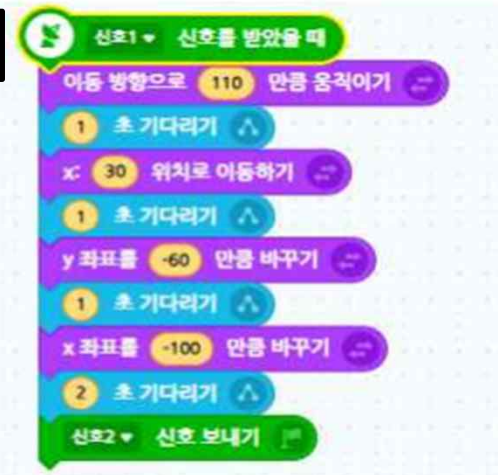 신호1 신호를 받았을 때
이동 방향으로 110 만큼 움직이기
1 초 기다리기
x: 30 위치로 이동하기
1 초 기다리기
y 좌표를 -60 만큼 바꾸기
1 초 기다리기
x 좌표를 -100 만큼 바꾸기
2 초 기다리기
신호2 신호 보내기